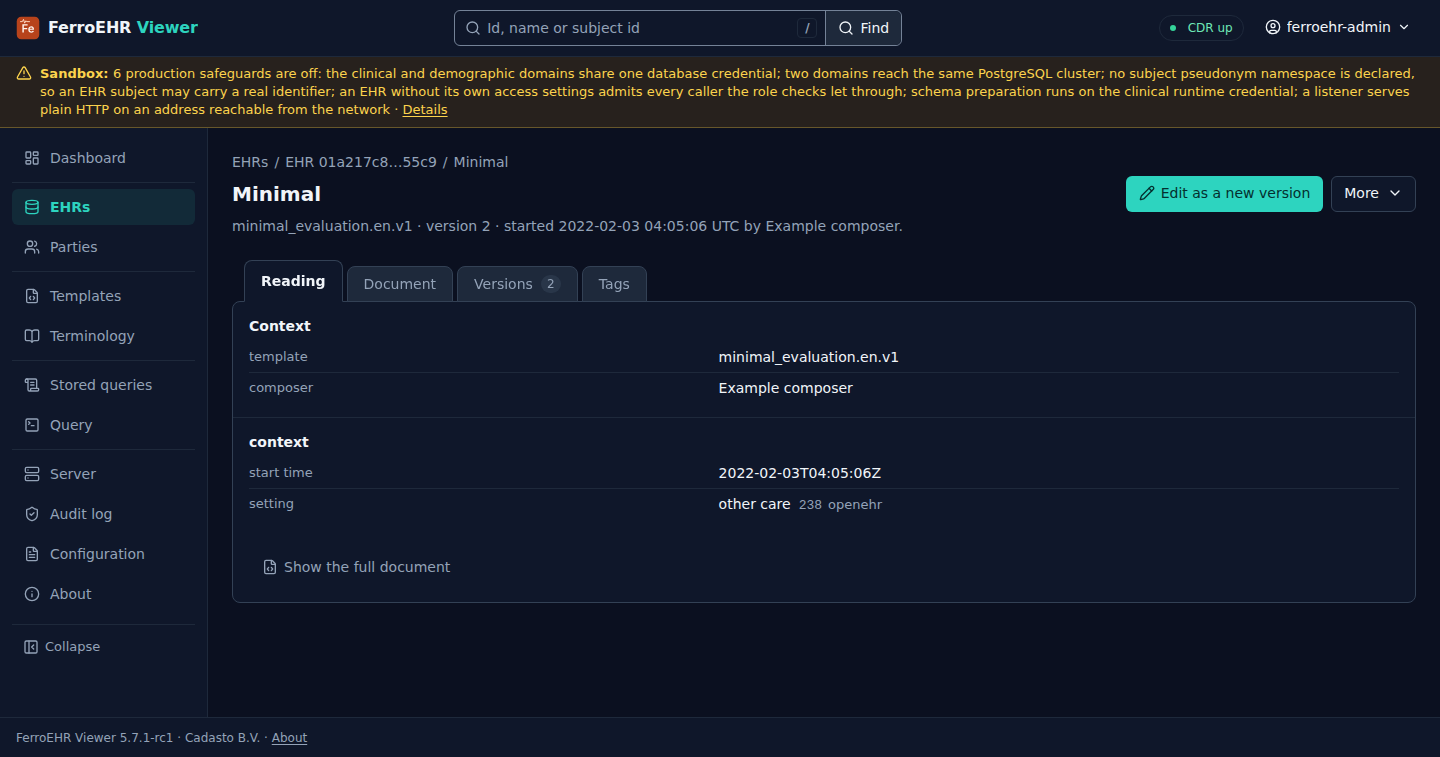 FerroEHR Viewer
Id, name or subject id
/
Find
CDR up
ferroehr-admin
Sandbox: 6 production safeguards are off: the clinical and demographic domains share one database credential; two domains reach the same PostgreSQL cluster; no subject pseudonym namespace is declared,
so an EHR subject may carry a real identifier; an EHR without its own access settings admits every caller the role checks let through; schema preparation runs on the clinical runtime credential; a listener serves
plain HTTP on an address reachable from the network · Details
Dashboard
EHRs
Parties
Templates
Terminology
Stored queries
Query
Server
Audit log
Configuration
About
Collapse
EHRs / EHR 01a217c8…55c9 / Minimal
Minimal
Edit as a new version
More
minimal_evaluation.en.v1 · version 2 · started 2022-02-03 04:05:06 UTC by Example composer.
Reading
Document
Versions 2
Tags
Context
template minimal_evaluation.en.v1
composer Example composer
context
start time 2022-02-03T04:05:06Z
setting other care 238 openehr
Show the full document
FerroEHR Viewer 5.7.1-rc1 · Cadasto B.V. · About